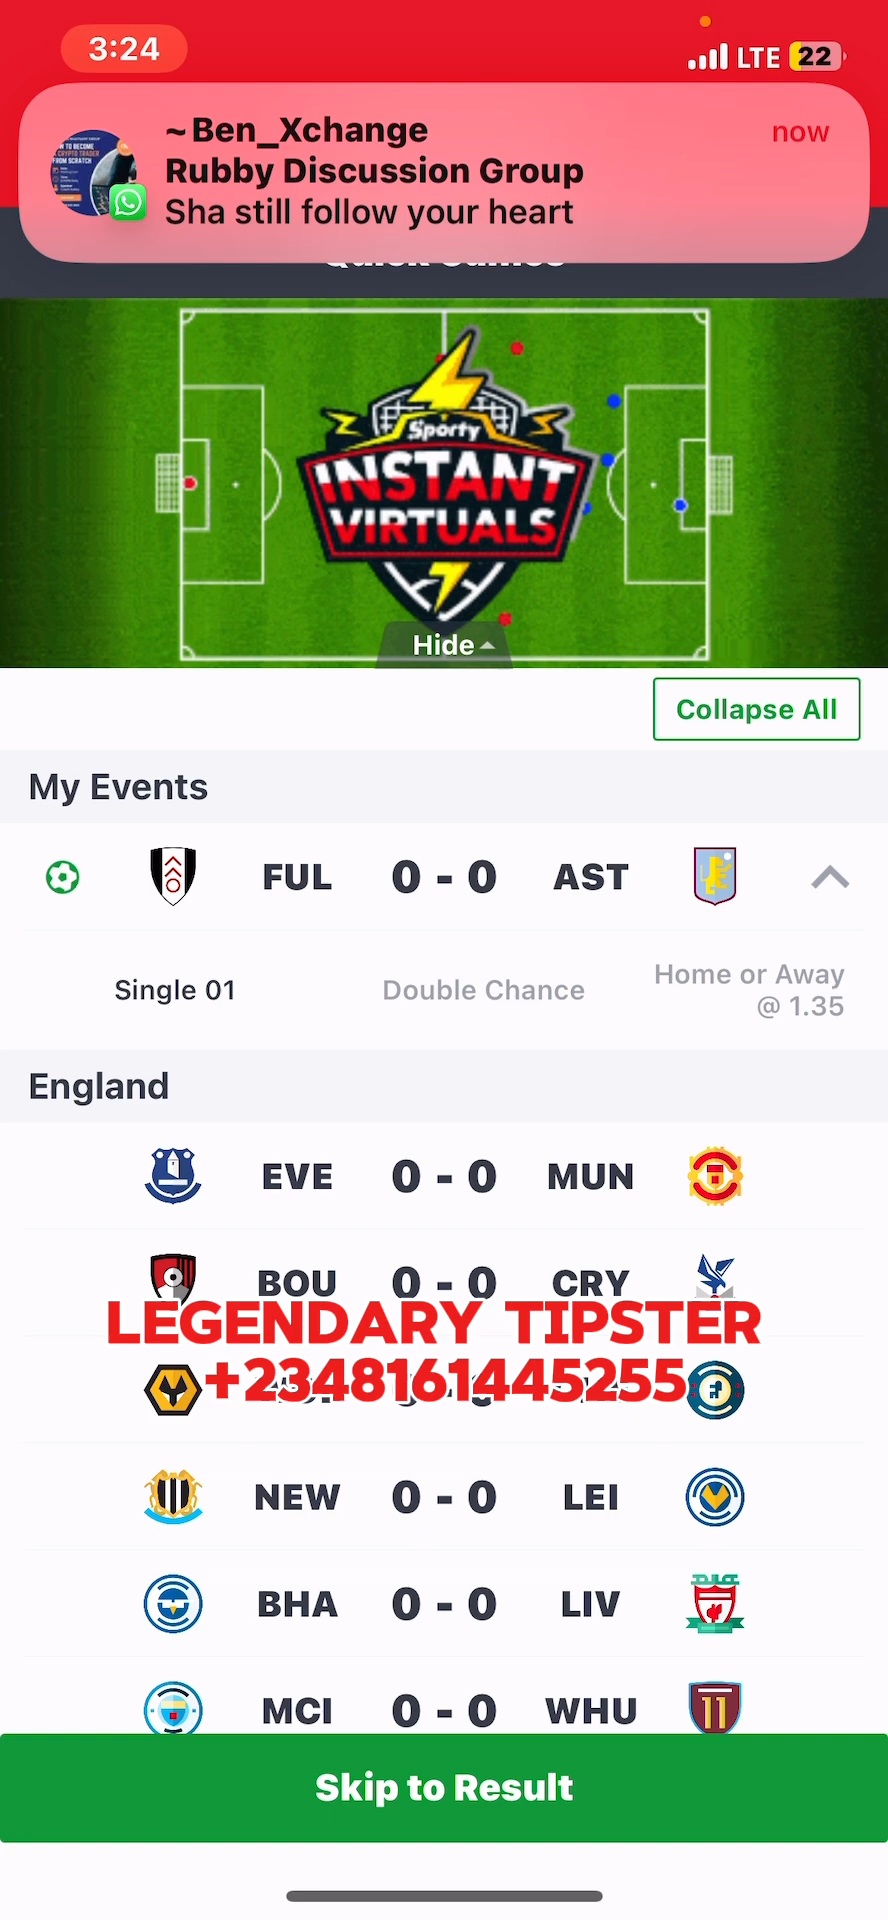 3:24
LTE 22
~Ben_Xchange
now
Rubby Discussion Group
Sha still follow your heart
Sporty
INSTANT
VIRTUALS
Hide
Collapse All
My Events
FUL 0 - 0 AST
Single 01 Double Chance Home or Away @ 1.35
England
EVE 0 - 0 MUN
BOU 0 - 0 CRY
LEGENDARY TIPSTER
+2348161445255
NEW 0 - 0 LEI
BHA 0 - 0 LIV
MCI 0 - 0 WHU
11
Skip to Result